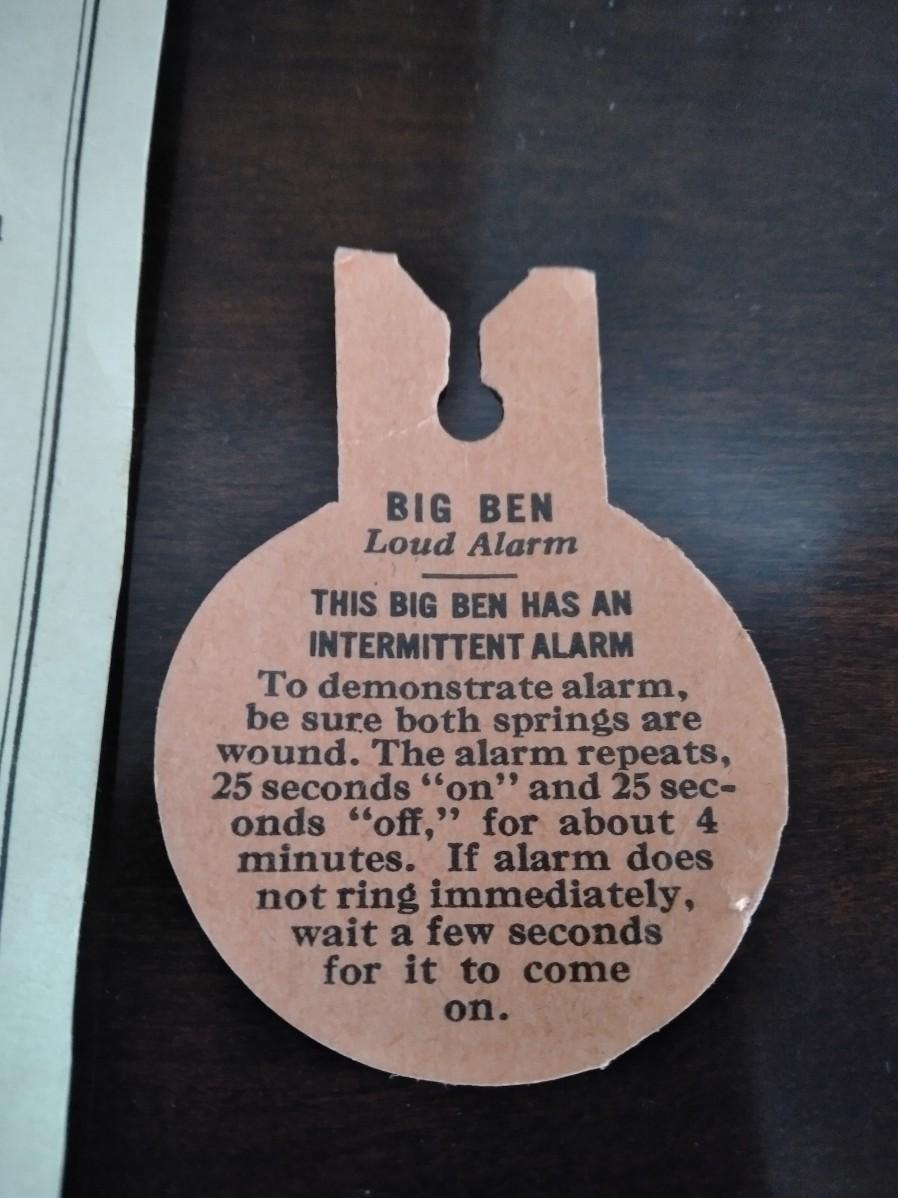 BIG BEN
Loud Alarm
THIS BIG BEN HAS AN
INTERMITTENT ALARM
To demonstrate alarm,
be sure both springs are
wound. The alarm repeats,
25 seconds “on” and 25 sec-
onds “off,” for about 4
minutes. If alarm does
not ring immediately,
wait a few seconds
for it to come
on.